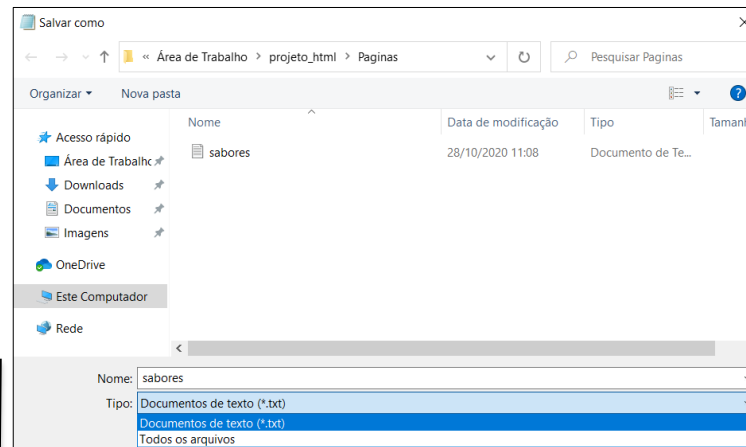 Salvar como
« Área de Trabalho > projeto_html > Paginas
Pesquisar Paginas
Organizar
Nova pasta
Nome Data de modificação Tipo Tamanh
sabores 28/10/2020 11:08 Documento de Te...
Acesso rápido
Área de Trabalhc
Downloads
Documentos
Imagens
OneDrive
Este Computador
Rede
Nome: sabores
Tipo: Documentos de texto (*.txt)
Documentos de texto (*.txt)
Todos os arquivos